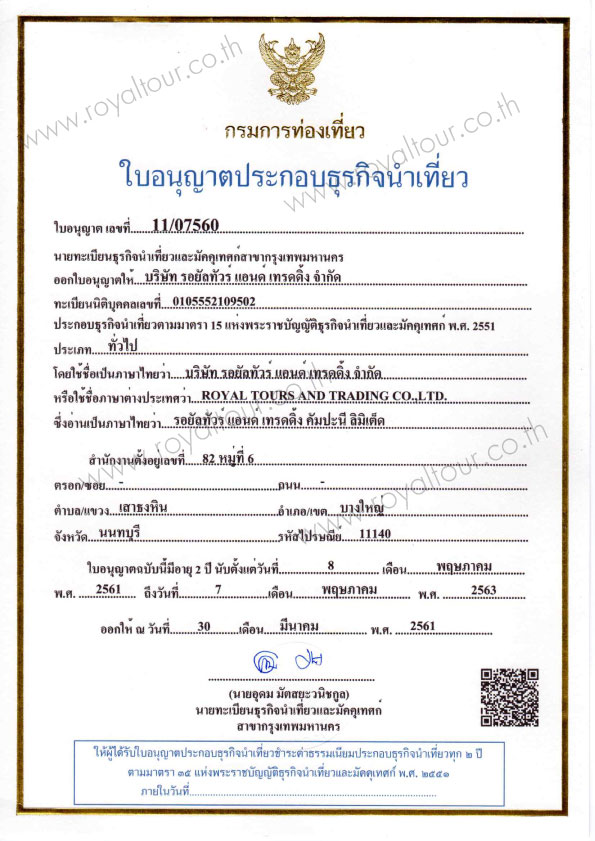 กรมการท่องเที่ยว
ใบอนุญาตประกอบธุรกิจนำเที่ยว
ใบอนุญาต เลขที่ 11/07560
นายทะเบียนธุรกิจนำเที่ยวและมัคคุเทศก์สาขากรุงเทพมหานคร
ออกใบอนุญาตให้ บริษัท รอยัลทัวร์ แอนด์ เทรดดิ้ง จำกัด
ทะเบียนนิติบุคคลเลขที่ 0105552109502
ประกอบธุรกิจนำเที่ยวตามมาตรา 15 แห่งพระราชบัญญัติธุรกิจนำเที่ยวและมัคคุเทศก์ พ.ศ. 2551
ประเภท ทั่วไป
โดยใช้ชื่อเป็นภาษาไทยว่า บริษัท รอยัลทัวร์ แอนด์ เทรดดิ้ง จำกัด
หรือใช้ชื่อภาษาต่างประเทศว่า ROYAL TOURS AND TRADING CO.,LTD.
ซึ่งอ่านเป็นภาษาไทยว่า รอยัลทัวร์ แอนด์ เทรดดิ้ง คัมปะนี ลิมิเต็ด
สำนักงานตั้งอยู่เลขที่ 82 หมู่ที่ 6
ตรอก/ซอย - ถนน -
ตำบล/แขวง เสาธงหิน อำเภอ/เขต บางใหญ่
จังหวัด นนทบุรี รหัสไปรษณีย์ 11140
ใบอนุญาตฉบับนี้มีอายุ 2 ปี นับตั้งแต่วันที่ 8 เดือน พฤษภาคม
พ.ศ. 2561 ถึงวันที่ 7 เดือน พฤษภาคม พ.ศ. 2563
ออกให้ ณ วันที่ 30 เดือน มีนาคม พ.ศ. 2561
(นายอุดม มัตสยะวนิชกูล)
นายทะเบียนธุรกิจนำเที่ยวและมัคคุเทศก์
สาขากรุงเทพมหานคร
ให้ผู้ได้รับใบอนุญาตประกอบธุรกิจนำเที่ยวชำระค่าธรรมเนียมประกอบธุรกิจนำเที่ยวทุก ๒ ปี
ตามมาตรา ๓๕ แห่งพระราชบัญญัติธุรกิจนำเที่ยวและมัคคุเทศก์ พ.ศ. ๒๕๕๑
ภายในวันที่
www.royaltour.co.th
www.royaltour.co.th
www.royaltour.co.th
www.royaltour.co.th